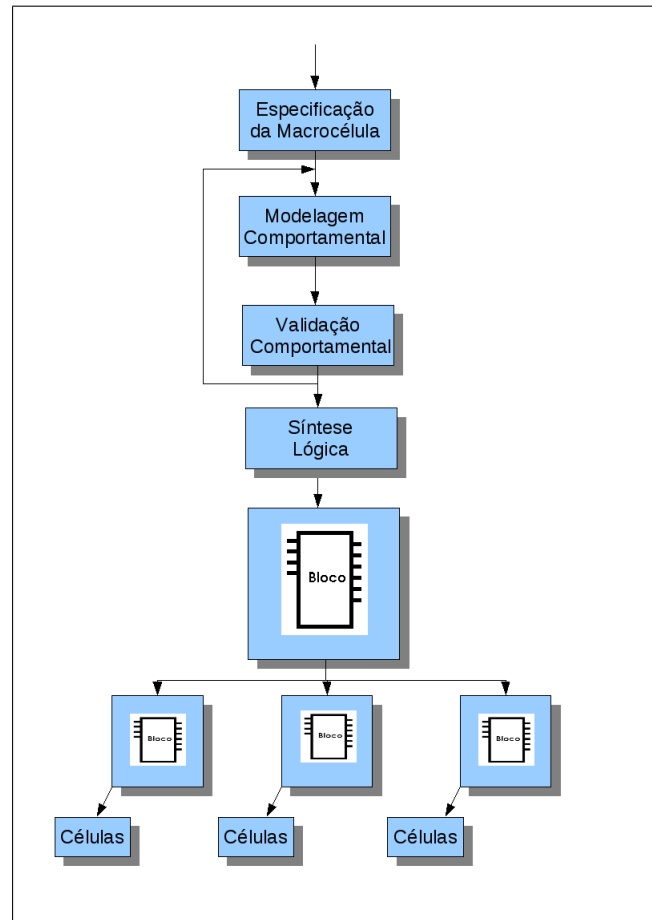 Especificação
da Macrocélula
Modelagem
Comportamental
Validação
Comportamental
Síntese
Lógica
Bloco
Bloco
Bloco
Bloco
Células
Células
Células